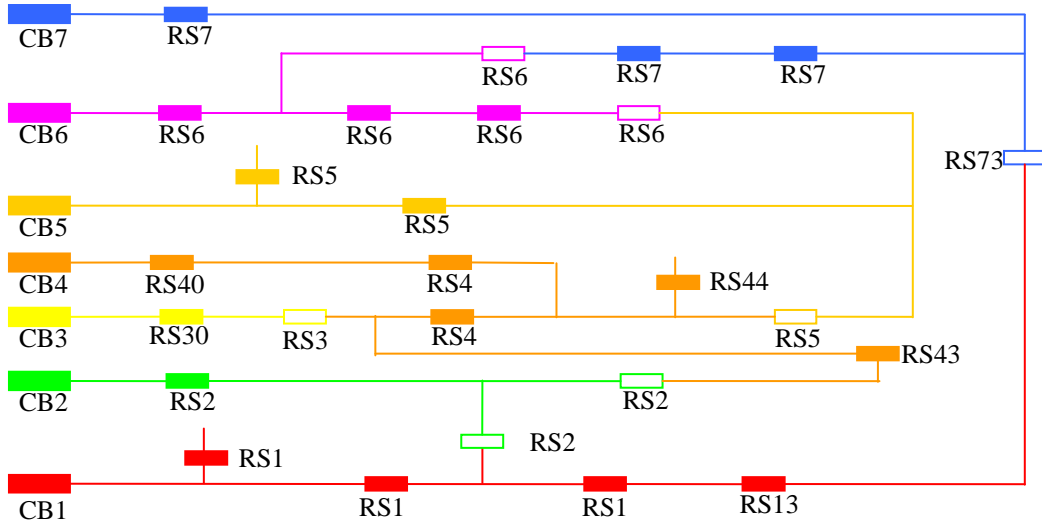 CB7 RS7
RS6 RS7 RS7
CB6 RS6 RS6 RS6 RS6
RS73
RS5
CB5 RS5
CB4 RS40 RS4 RS44
CB3 RS30 RS3 RS4 RS5 RS43
CB2 RS2 RS2
RS2
RS1
CB1 RS1 RS1 RS13